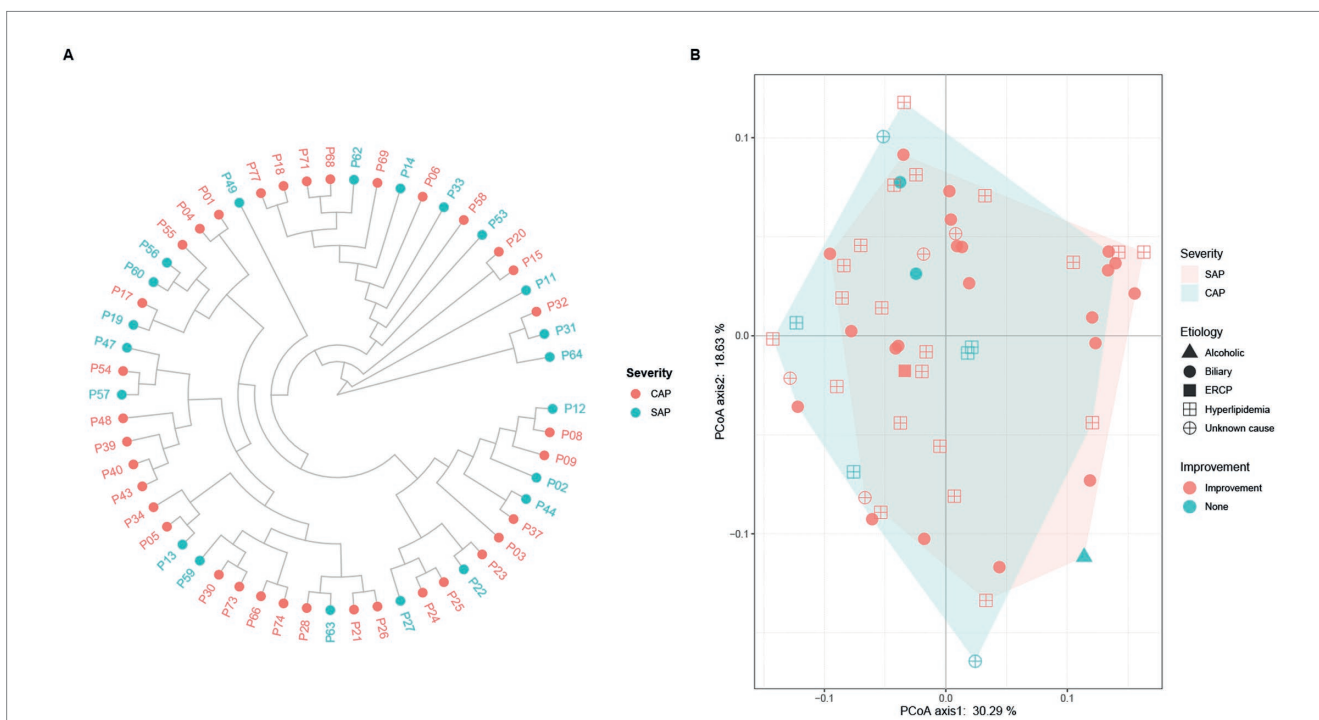 A
P49
P77
P18
P71
P68
P62
P69
P14
P06
P33
P58
P53
P20
P15
P11
P32
P31
P64
P01
P04
P55
P56
P60
P17
P19
P47
P54
P57
P48
P39
P40
P43
P34
P05
P13
P59
P30
P73
P66
P74
P28
P63
P21
P26
P27
P24
P25
P22
P23
P03
P37
P44
P02
P09
P08
P12
Severity
CAP
SAP
B
0.1
0.0
−0.1
−0.1
0.0
0.1
PCoA axis2: 18.63 %
PCoA axis1: 30.29 %
Severity
SAP
CAP
Etiology
Alcoholic
Biliary
ERCP
Hyperlipidemia
Unknown cause
Improvement
Improvement
None